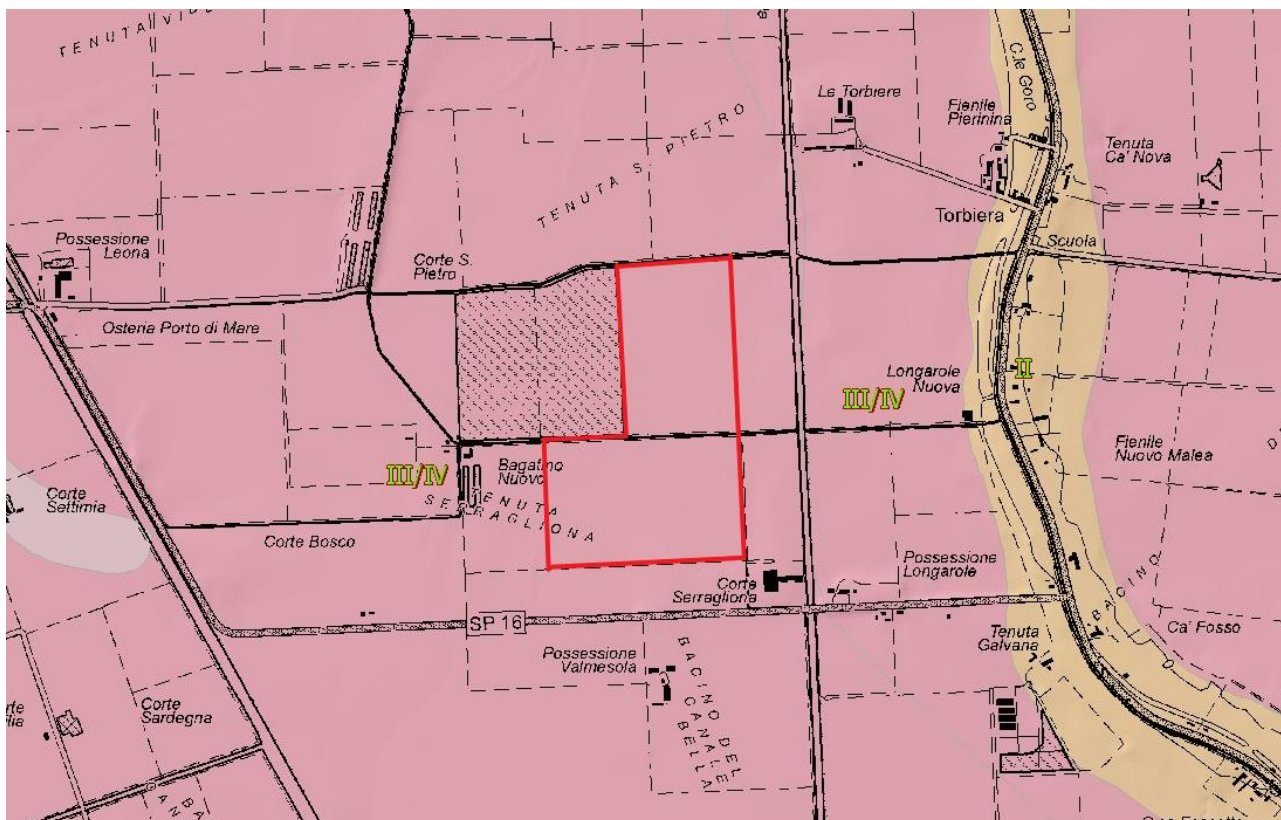 TENUTA
C.le Goro
Le Torbiere
Fienile
Pierinina
TENUTA S. PIETRO
Tenuta
Ca' Nova
Torbiera
Possessione
Leona
Scuola
Corte S.
Pietro
Osteria Porto di Mare
II
Longarole
Nuova
III/IV
Fienile
Nuovo Malea
Bagatino
Nuovo
III/IV
TENUTA
SERRAGLIONA
Corte
Settimia
Corte Bosco
Possessione
Longarole
Corte
Serragliona
BACINO
SP 16
Ca' Fosso
Tenuta
Galvana
Possessione
Valmesola
BACINO DEL
CANALE
BELLA
Corte
Sardegna